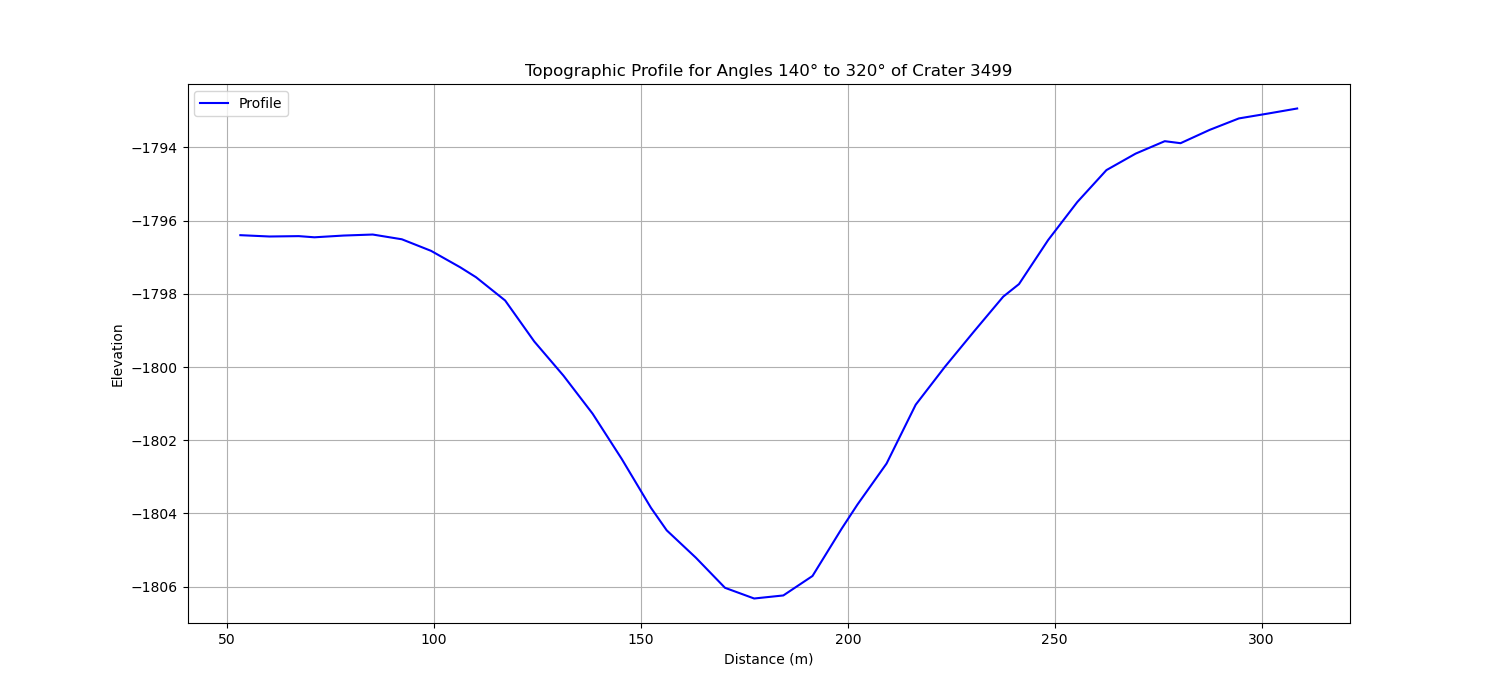 Topographic Profile for Angles 140° to 320° of Crater 3499
Profile
−1794
−1796
−1798
−1800
−1802
−1804
−1806
Elevation
50 100 150 200 250 300
Distance (m)